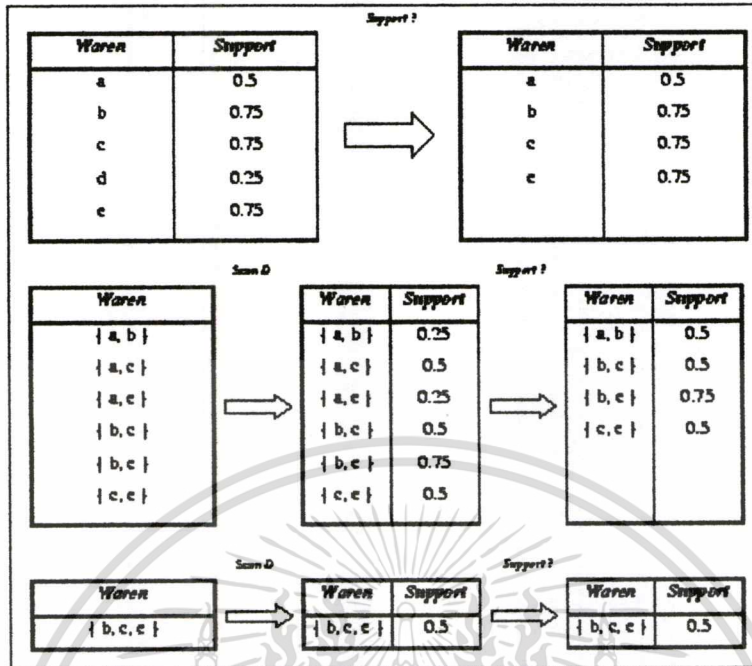 Support ?
Waren Support Waren Support
a 0.5 a 0.5
b 0.75 b 0.75
c 0.75 c 0.75
d 0.25 e 0.75
e 0.75
Scan D Support ?
Waren Waren Support Waren Support
{ a, b } { a, b } 0.25 { a, b } 0.5
{ a, c } { a, c } 0.5 { b, c } 0.5
{ a, e } { a, e } 0.25 { b, e } 0.75
{ b, c } { b, c } 0.5 { c, e } 0.5
{ b, e } { b, e } 0.75
{ c, e } { c, e } 0.5
Scan D Support ?
Waren Waren Support Waren Support
{ b, c, e } { b, c, e } 0.5 { b, c, e } 0.5